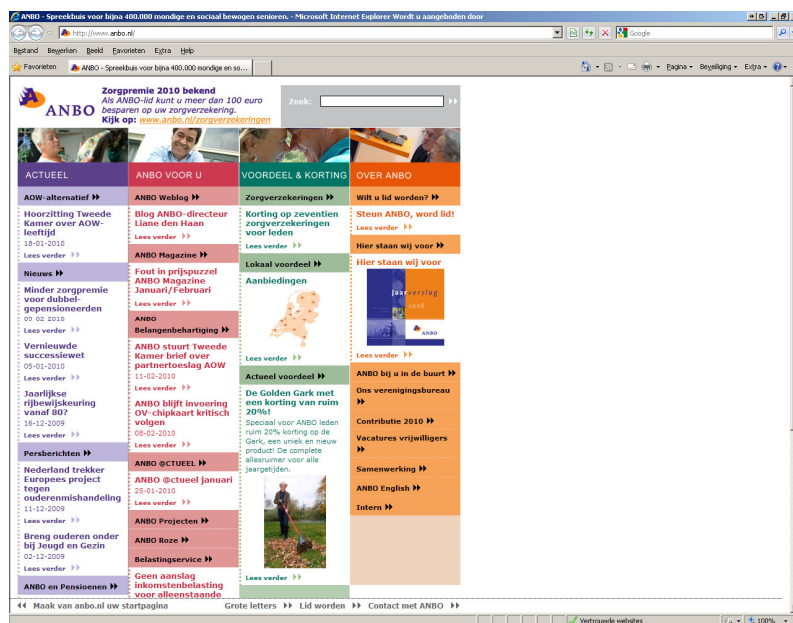 ANBO - Spreekbuis voor bijna 400.000 mondige en sociaal bewogen senioren. - Microsoft Internet Explorer Wordt u aangeboden door
http://www.anbo.nl/
Google
Bestand Bewerken Beeld Favorieten Extra Help
Favorieten ANBO - Spreekbuis voor bijna 400.000 mondige en so...
Pagina Beveiliging Extra
ANBO
Zorgpremie 2010 bekend
Als ANBO-lid kunt u meer dan 100 euro
besparen op uw zorgverzekering.
Kijk op: www.anbo.nl/zorgverzekeringen
Zoek:
ACTUEEL
AOW-alternatief
Hoorzitting Tweede
Kamer over AOW-
leeftijd
18-01-2010
Lees verder
Nieuws
Minder zorgpremie
voor dubbel-
gepensioneerden
09-02-2010
Lees verder
Vernieuwde
successiewet
05-01-2010
Lees verder
Jaarlijkse
rijbewijskeuring
vanaf 80?
16-12-2009
Lees verder
Persberichten
Nederland trekker
Europees project
tegen
ouderenmishandeling
11-12-2009
Lees verder
Breng ouderen onder
bij Jeugd en Gezin
02-12-2009
Lees verder
ANBO en Pensioenen
ANBO VOOR U
ANBO Weblog
Blog ANBO-directeur
Liane den Haan
Lees verder
ANBO Magazine
Fout in prijspuzzel
ANBO Magazine
Januari/Februari
Lees verder
ANBO
Belangenbehartiging
ANBO stuurt Tweede
Kamer brief over
partnertoeslag AOW
11-02-2010
Lees verder
ANBO blijft invoering
OV-chipkaart kritisch
volgen
08-02-2010
Lees verder
ANBO @CTUEEL
ANBO @ctueel januari
25-01-2010
Lees verder
ANBO Projecten
ANBO Roze
Belastingservice
Geen aanslag
inkomstenbelasting
voor alleenstaande
VOORDEEL & KORTING
Zorgverzekeringen
Korting op zeventien
zorgverzekeringen
voor leden
Lees verder
Lokaal voordeel
Aanbiedingen
Lees verder
Actueel voordeel
De Golden Gark met
een korting van ruim
20%!
Speciaal voor ANBO leden
ruim 20% korting op de
Gark, een uniek en nieuw
product! De complete
allesruimer voor alle
jaargetijden.
Lees verder
OVER ANBO
Wilt u lid worden?
Steun ANBO, word lid!
Lees verder
Hier staan wij voor
Hier staan wij voor
jaarverslag
2008
ANBO
Lees verder
ANBO bij u in de buurt
Ons verenigingsbureau
Contributie 2010
Vacatures vrijwilligers
Samenwerking
ANBO English
Intern
Maak van anbo.nl uw startpagina Grote letters Lid worden Contact met ANBO
Vertrouwde websites 100%